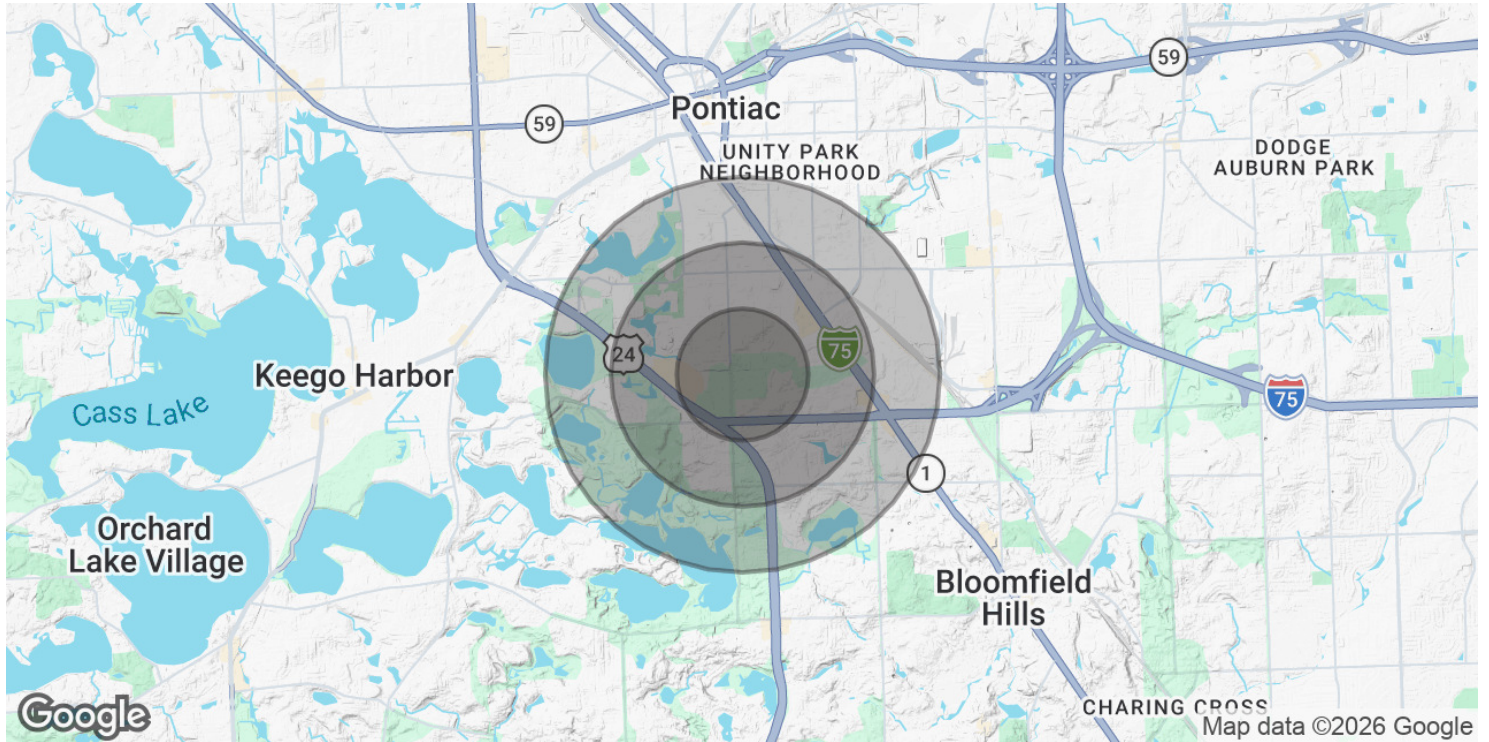 59
59
Pontiac
UNITY PARK
NEIGHBORHOOD
DODGE
AUBURN PARK
24
75
Keego Harbor
Cass Lake
75
1
Orchard
Lake Village
Bloomfield
Hills
CHARING CROSS
Google
Map data ©2026 Google